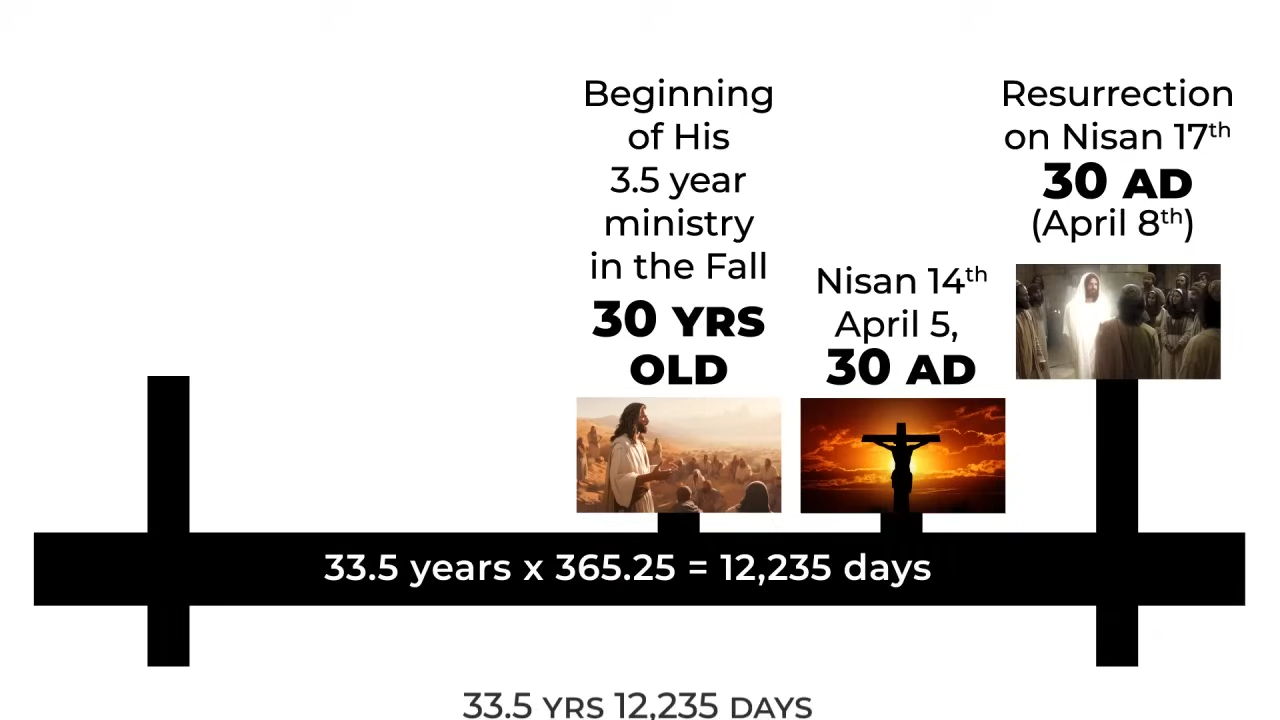 Beginning
of His
3.5 year
ministry
in the Fall
30 YRS
OLD
Nisan 14th
April 5,
30 AD
Resurrection
on Nisan 17th
30 AD
(April 8th)
33.5 years x 365.25 = 12,235 days
33.5 YRS 12,235 DAYS